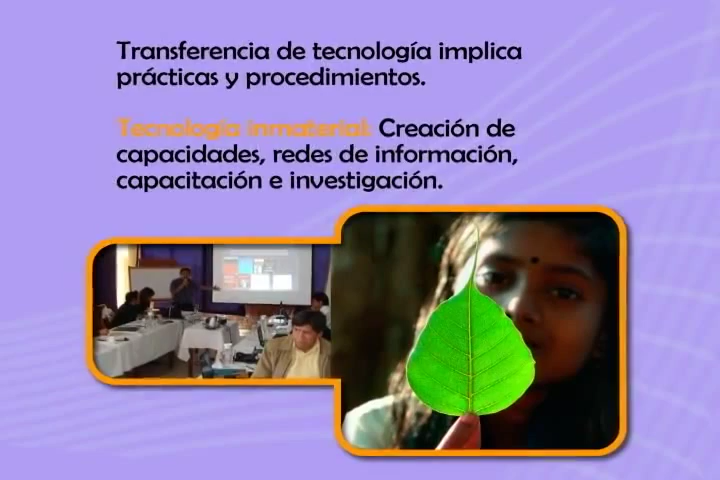 Transferencia de tecnología implica
prácticas y procedimientos.
Tecnología inmaterial: Creación de
capacidades, redes de información,
capacitación e investigación.